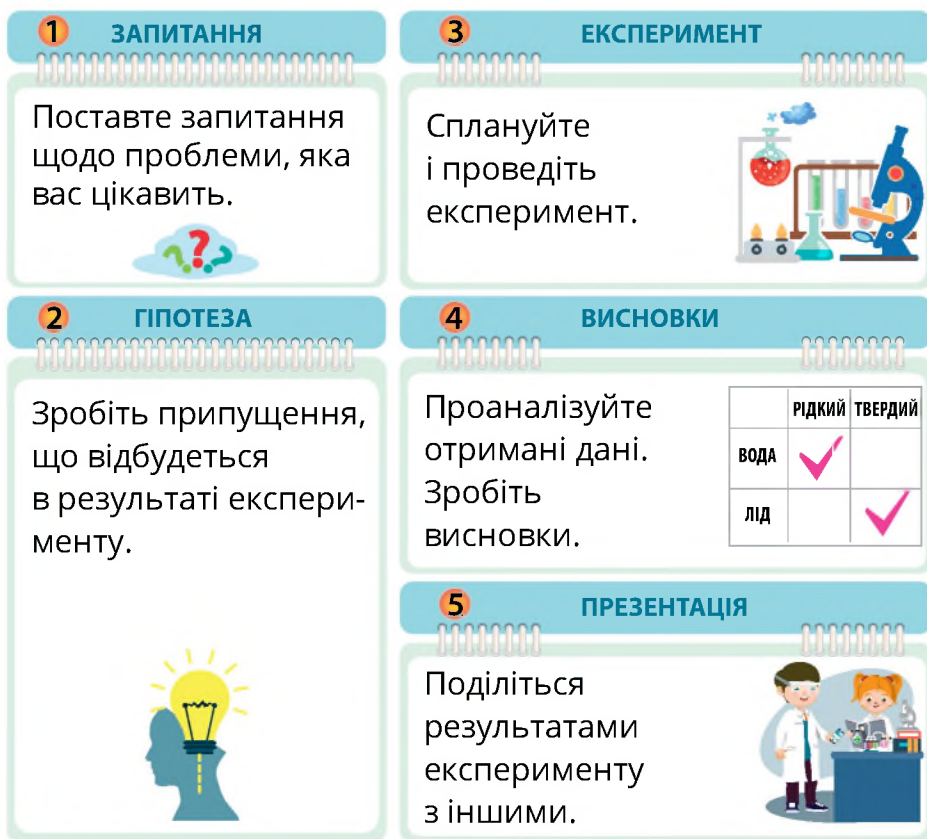 1 ЗАПИТАННЯ
Поставте запитання
щодо проблеми, яка
вас цікавить.
???
2 ГІПОТЕЗА
Зробіть припущення,
що відбудеться
в результаті експери-
менту.
3 ЕКСПЕРИМЕНТ
Сплануйте
і проведіть
експеримент.
4 ВИСНОВКИ
Проаналізуйте
отримані дані.
Зробіть
висновки.
РІДКИЙ ТВЕРДИЙ
ВОДА
ЛІД
5 ПРЕЗЕНТАЦІЯ
Поділіться
результатами
експерименту
з іншими.